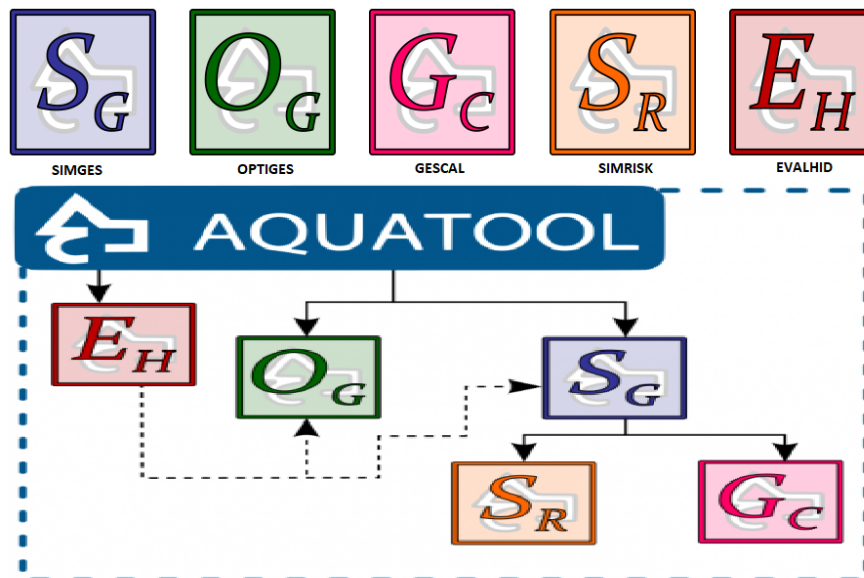 SG OG GC SR EH
SIMGES OPTIGES GESCAL SIMRISK EVALHID
AQUATOOL
EH
OG
SG
SR
GC